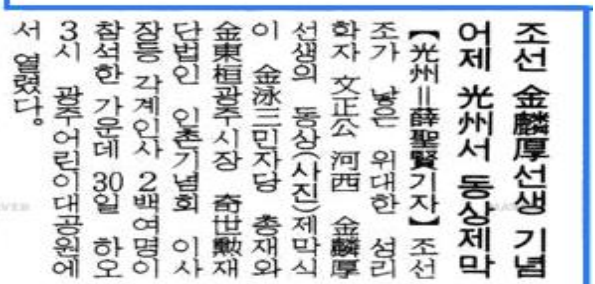 조선 金麟厚선생 기념
어제 光州서 동상제막
【光州=薛聖賢기자】 조선
조가 낳은 위대한 성리
학자 文正公 河西 金麟厚
선생의 동상(사진)제막식
이 金泳三민자당 총재와
金東桓광주시장 奇世勲재
단법인 인촌기념회 이사
장등 각계인사 2백여명이
참석한 가운데 30일 하오
3시 광주어린이대공원에
서 열렸다。